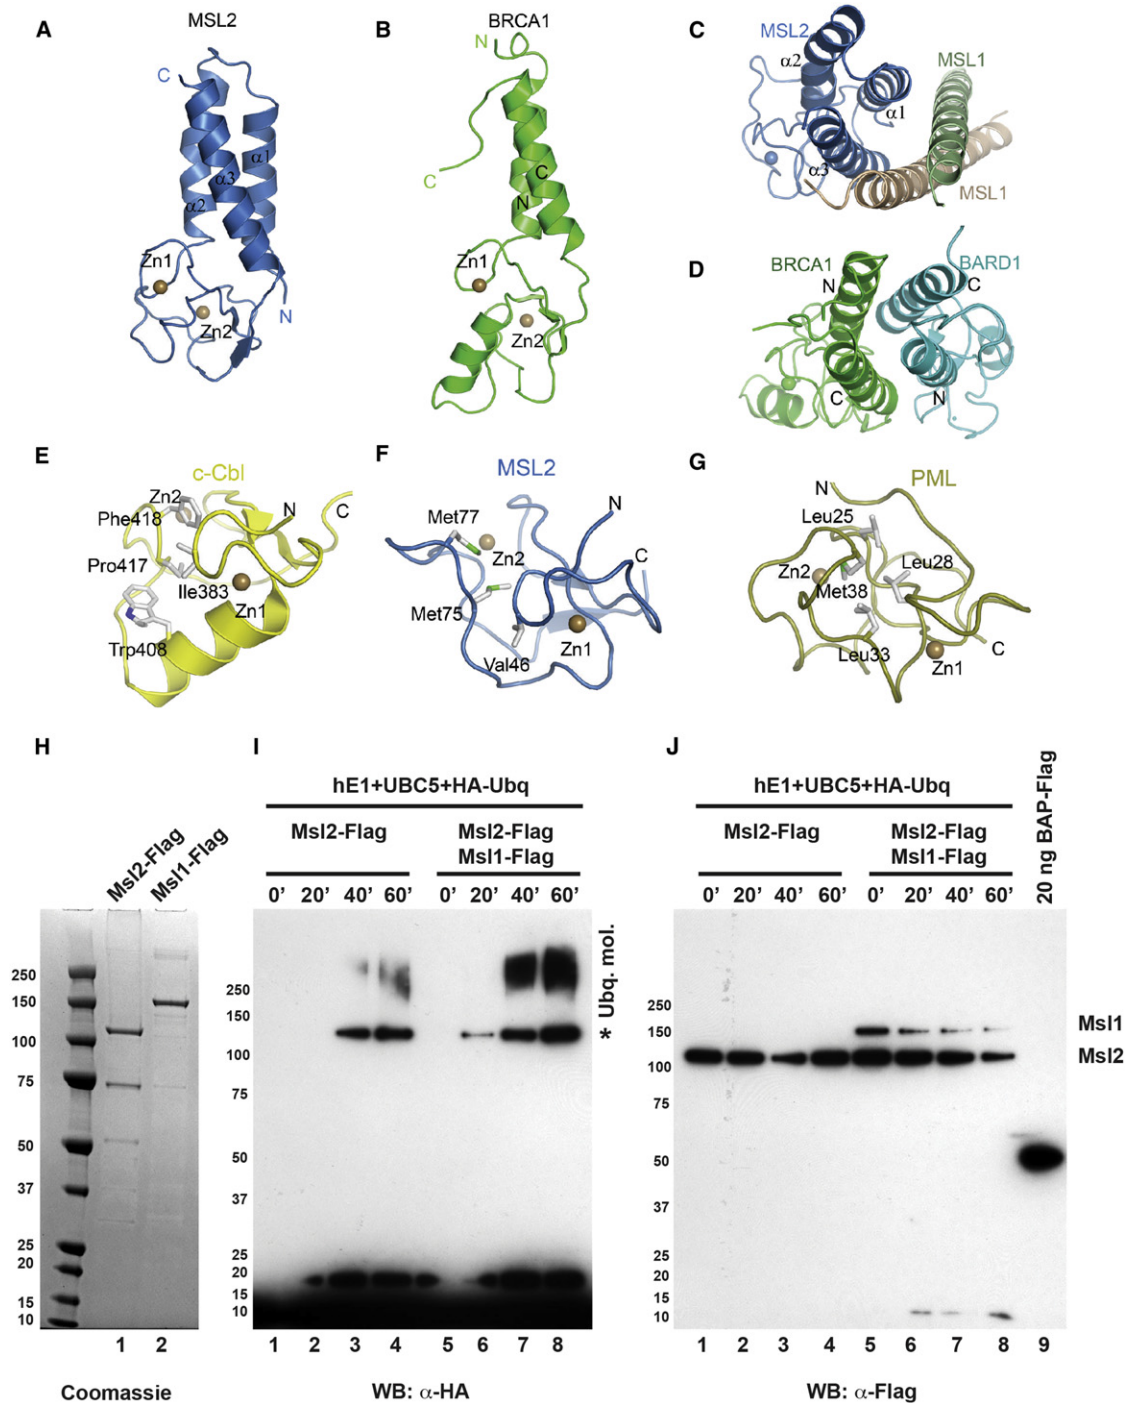 A
MSL2
C
α1
α3
α2
Zn1
Zn2
N
B
BRCA1
N
C
C
N
Zn1
Zn2
C
MSL2
α2
MSL1
α1
α3
MSL1
D
BRCA1
BARD1
N
C
C
N
E
c-Cbl
Zn2
N
C
Phe418
Pro417
Ile383
Zn1
Trp408
F
MSL2
N
Met77
Zn2
C
Met75
Zn1
Val46
G
PML
N
Leu25
Zn2
Leu28
Met38
Leu33
Zn1
C
H
Msl2-Flag
Msl1-Flag
250
150
100
75
50
37
25
20
15
10
1 2
Coomassie
I
hE1+UBC5+HA-Ubq
Msl2-Flag Msl2-Flag
Msl1-Flag
0’ 20’ 40’ 60’ 0’ 20’ 40’ 60’
250
150
100
75
50
37
25
20
15
10
* Ubq. mol.
1 2 3 4 5 6 7 8
WB: α-HA
J
hE1+UBC5+HA-Ubq
Msl2-Flag Msl2-Flag
Msl1-Flag
0’ 20’ 40’ 60’ 0’ 20’ 40’ 60’
20 ng BAP-Flag
250
150
100
75
50
37
25
20
15
10
Msl1
Msl2
1 2 3 4 5 6 7 8 9
WB: α-Flag